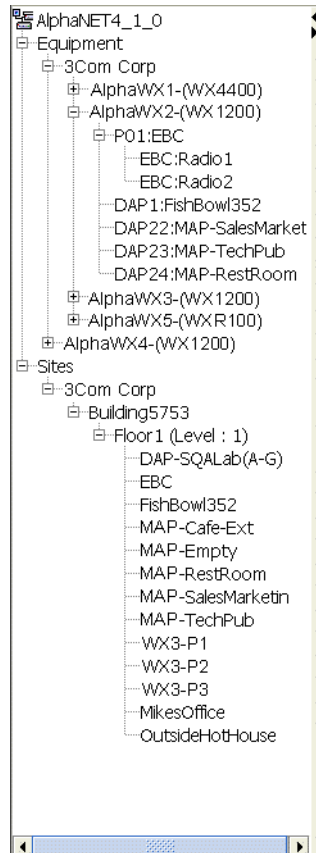 AlphaNET4_1_0
Equipment
3Com Corp
AlphaWX1-(WX4400)
AlphaWX2-(WX1200)
P01:EBC
EBC:Radio1
EBC:Radio2
DAP1:FishBowl352
DAP22:MAP-SalesMarket
DAP23:MAP-TechPub
DAP24:MAP-RestRoom
AlphaWX3-(WX1200)
AlphaWX5-(WXR100)
AlphaWX4-(WX1200)
Sites
3Com Corp
Building5753
Floor1 (Level : 1)
DAP-SQALab(A-G)
EBC
FishBowl352
MAP-Cafe-Ext
MAP-Empty
MAP-RestRoom
MAP-SalesMarketin
MAP-TechPub
WX3-P1
WX3-P2
WX3-P3
MikesOffice
OutsideHotHouse